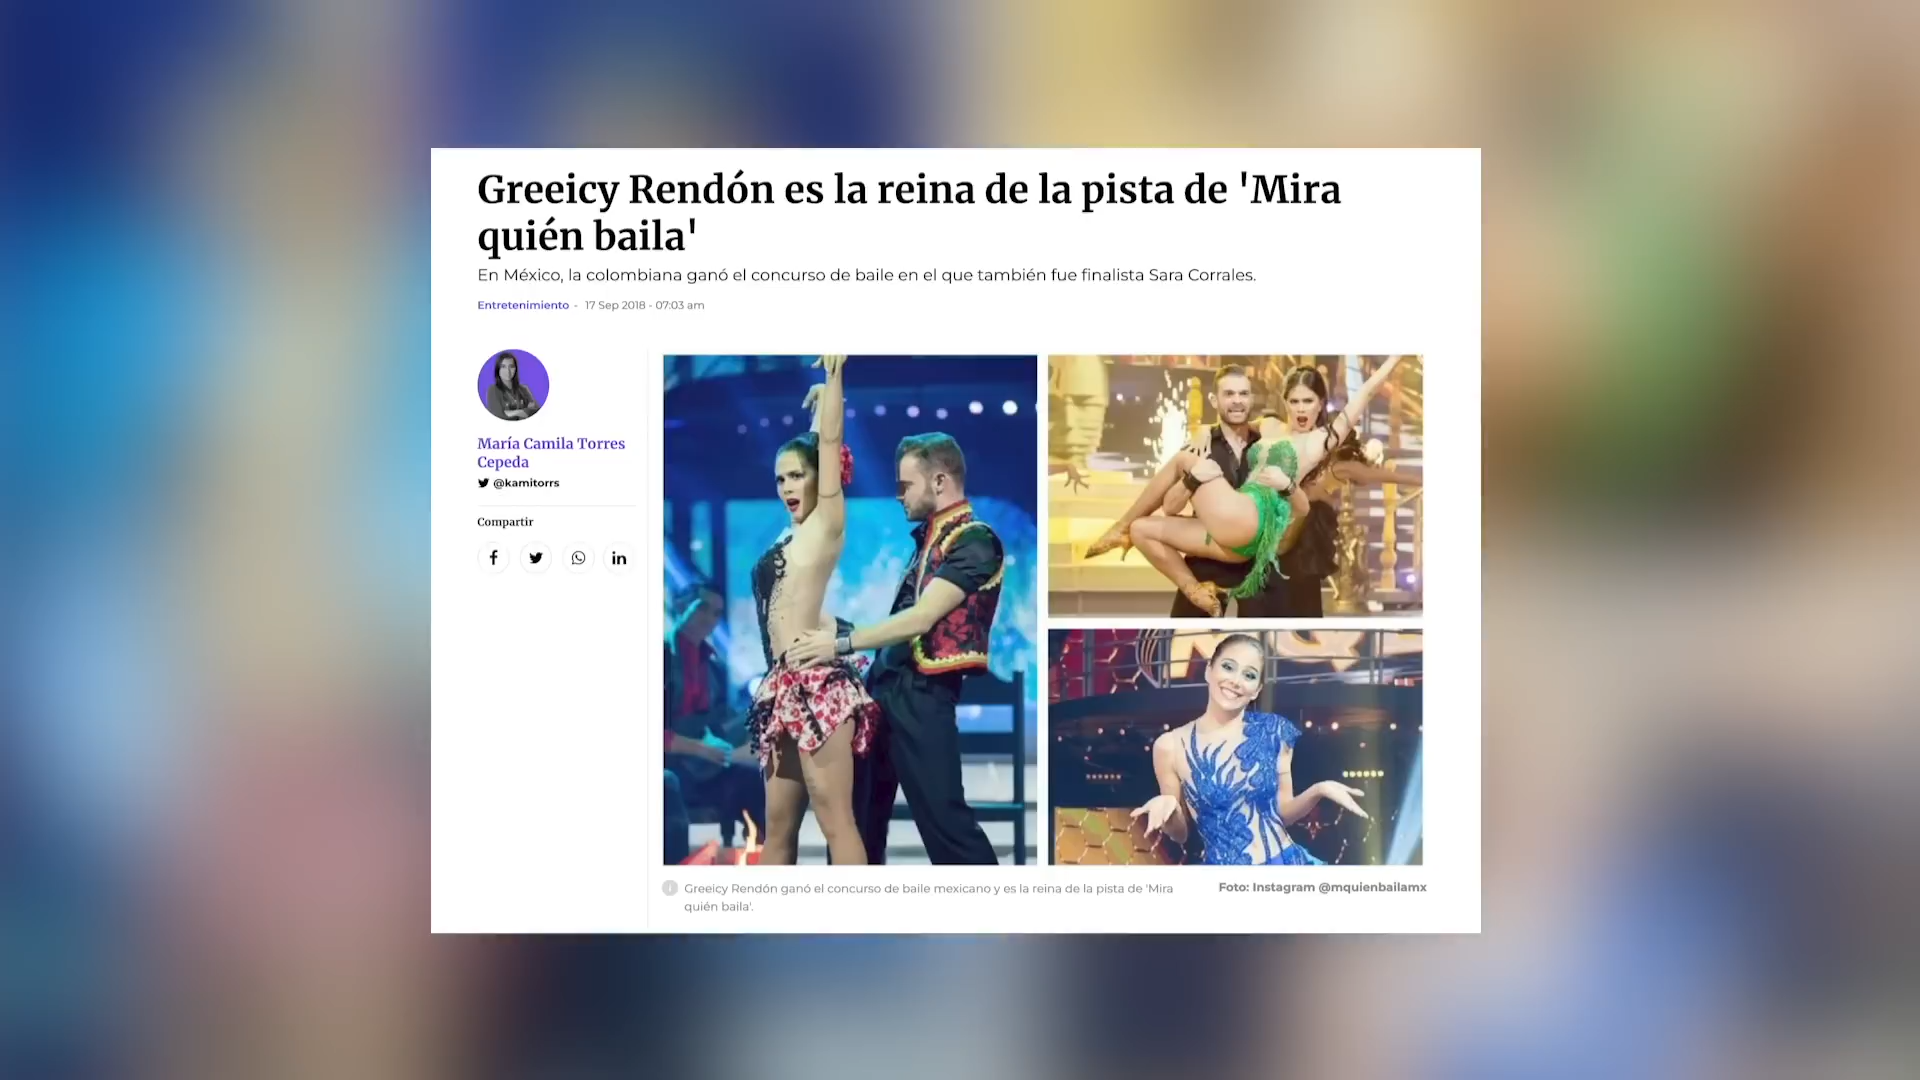 Greeicy Rendón es la reina de la pista de 'Mira
quién baila'
En México, la colombiana ganó el concurso de baile en el que también fue finalista Sara Corrales.
Entretenimiento - 17 Sep 2018 - 07:03 am
María Camila Torres
Cepeda
@kamitorrs
Compartir
Greeicy Rendón ganó el concurso de baile mexicano y es la reina de la pista de 'Mira
quién baila'.
Foto: Instagram @mquienbailamx